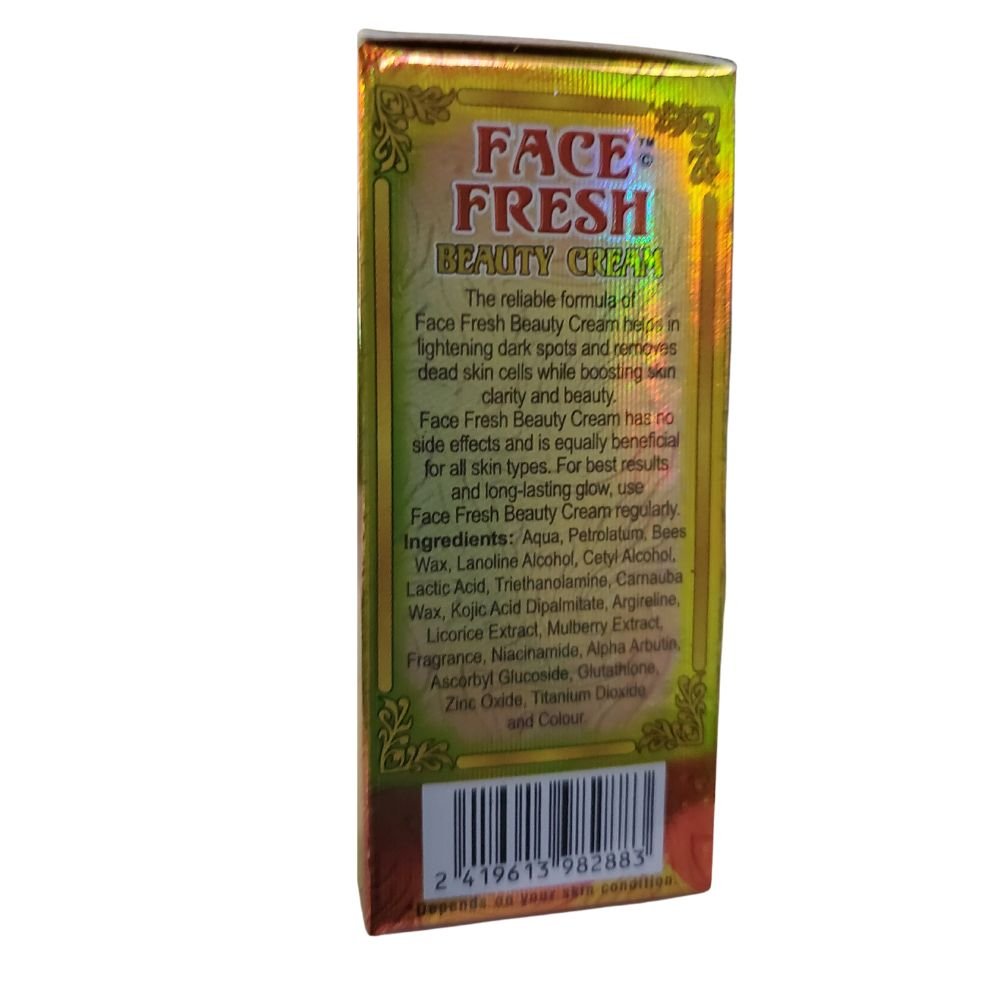 FACE ™
FRESH ©
BEAUTY CREAM
The reliable formula of
Face Fresh Beauty Cream helps in
lightening dark spots and removes
dead skin cells while boosting skin
clarity and beauty.
Face Fresh Beauty Cream has no
side effects and is equally beneficial
for all skin types. For best results
and long-lasting glow, use
Face Fresh Beauty Cream regularly.
Ingredients: Aqua, Petrolatum, Bees
Wax, Lanoline Alcohol, Cetyl Alcohol,
Lactic Acid, Triethanolamine, Carnauba
Wax, Kojic Acid Dipalmitate, Argireline,
Licorice Extract, Mulberry Extract,
Fragrance, Niacinamide, Alpha Arbutin,
Ascorbyl Glucoside, Glutathione,
Zinc Oxide, Titanium Dioxide
and Colour
2 419613 982883
*Depends on your skin condition.